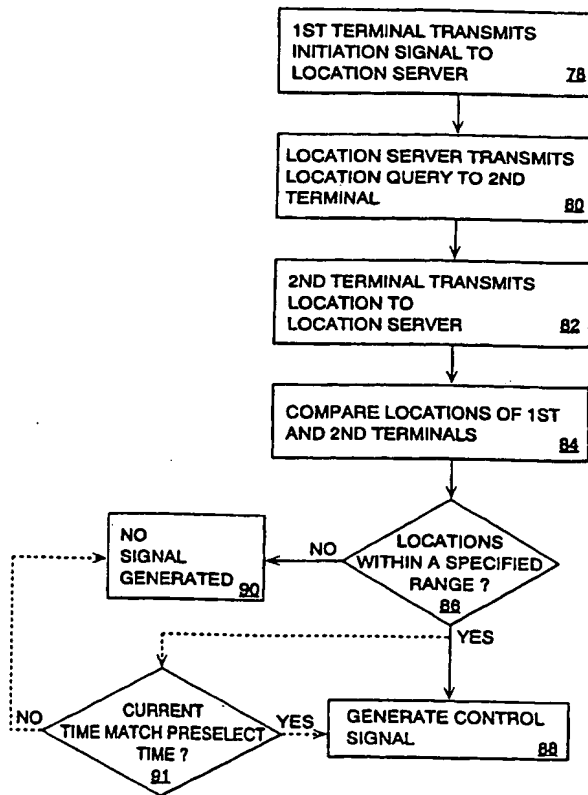 1ST TERMINAL TRANSMITS
INITIATION SIGNAL TO
LOCATION SERVER
78
LOCATION SERVER TRANSMITS
LOCATION QUERY TO 2ND
TERMINAL
80
2ND TERMINAL TRANSMITS
LOCATION TO
LOCATION SERVER
82
COMPARE LOCATIONS OF 1ST
AND 2ND TERMINALS
84
LOCATIONS
WITHIN A SPECIFIED
RANGE ?
86
NO
NO
SIGNAL
GENERATED
90
YES
CURRENT
TIME MATCH PRESELECT
TIME ?
91
NO
YES
GENERATE CONTROL
SIGNAL
88